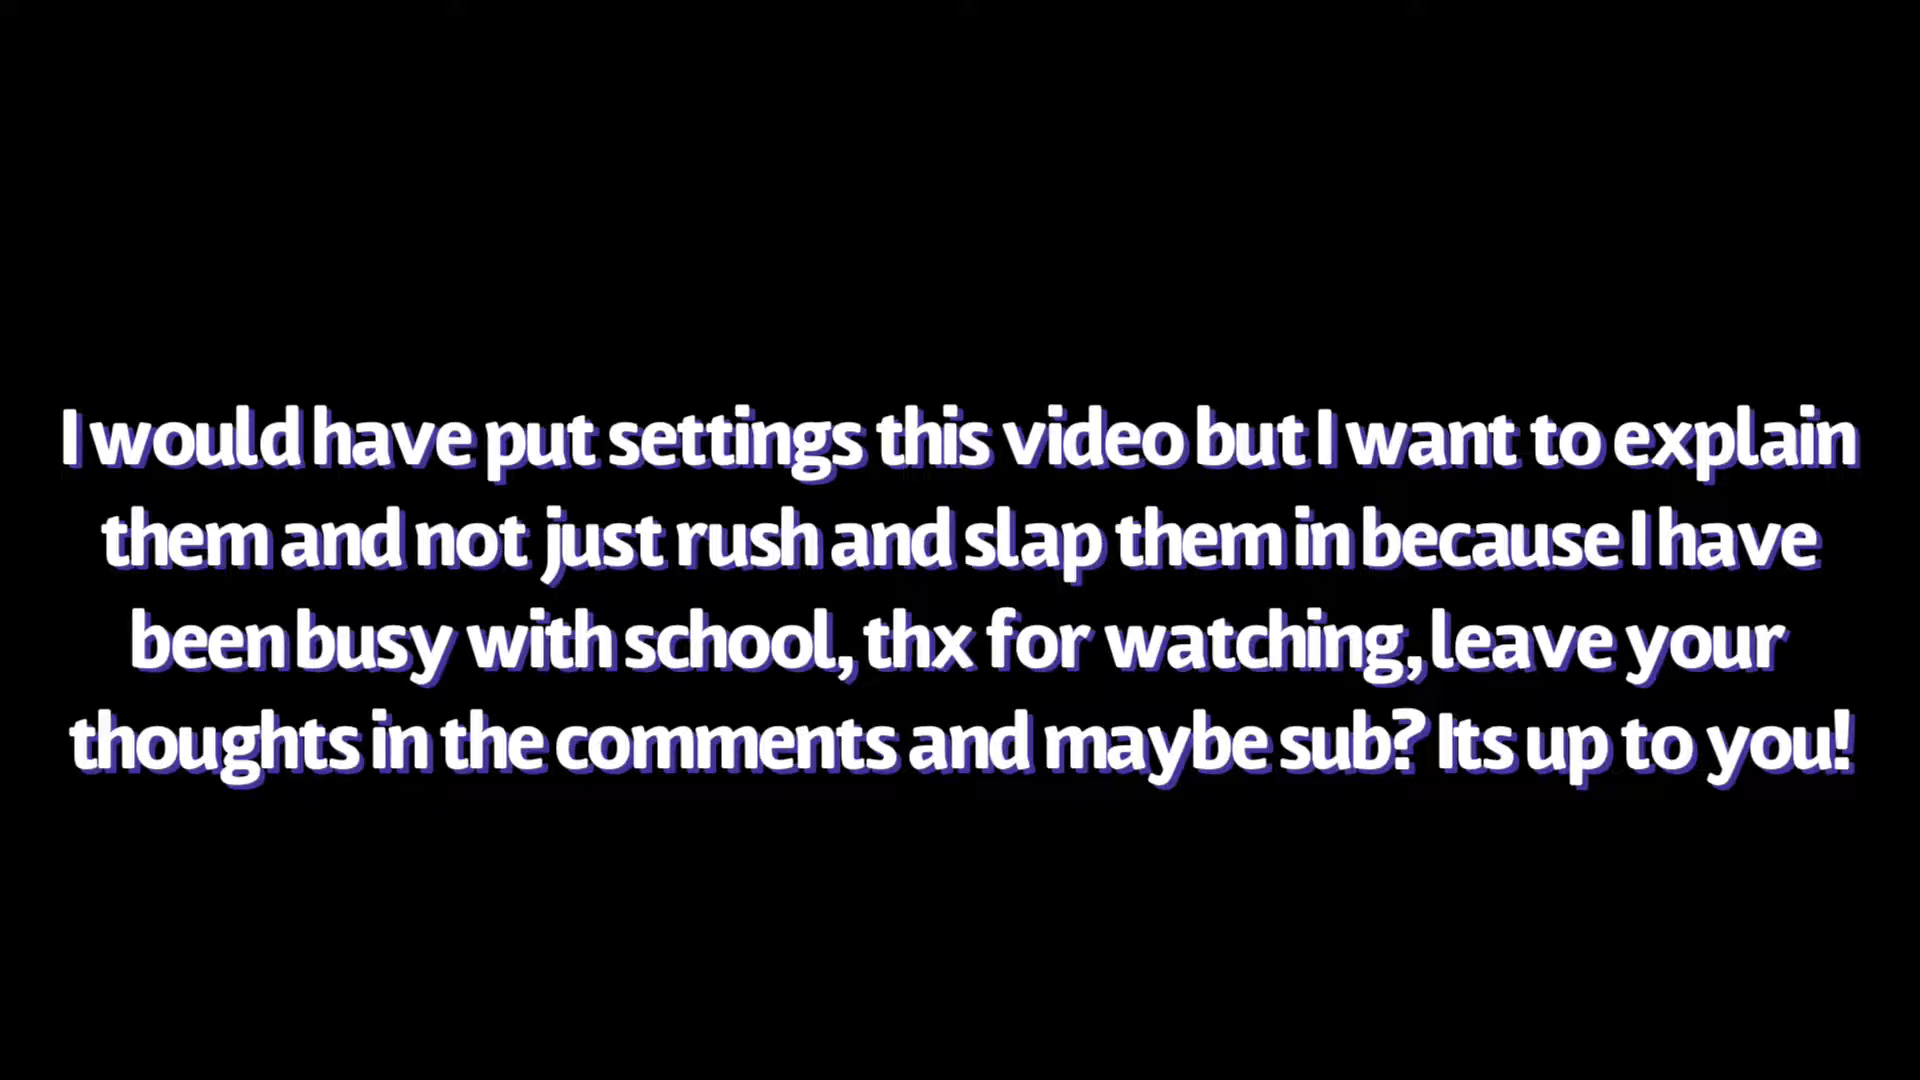 I would have put settings this video but I want to explain
them and not just rush and slap them in because I have
been busy with school, thx for watching, leave your
thoughts in the comments and maybe sub? Its up to you!